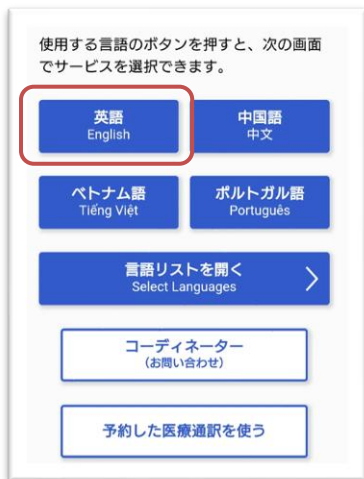 使用する言語のボタンを押すと、次の画面
でサービスを選択できます。
英語
English
中国語
中文
ベトナム語
Tiếng Việt
ポルトガル語
Português
言語リストを開く
Select Languages
コーディネーター
(お問い合わせ)
予約した医療通訳を使う